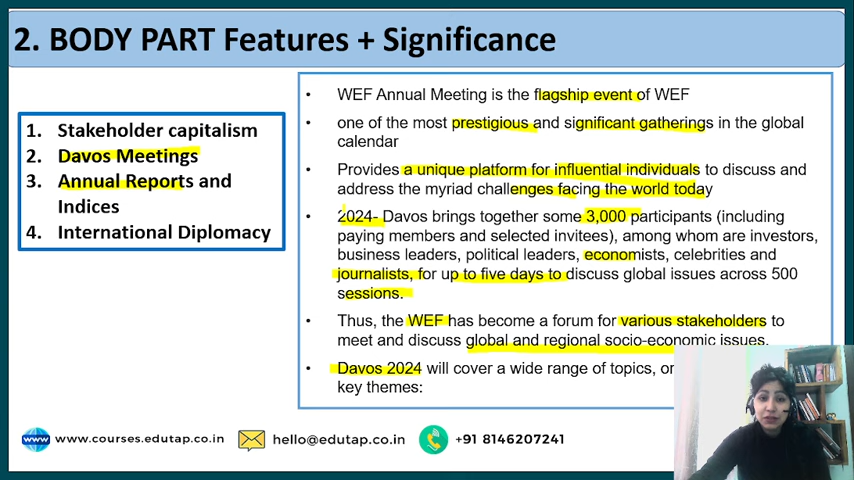 2. BODY PART Features + Significance
1. Stakeholder capitalism
2. Davos Meetings
3. Annual Reports and
Indices
4. International Diplomacy
• WEF Annual Meeting is the flagship event of WEF
• one of the most prestigious and significant gatherings in the global
calendar
• Provides a unique platform for influential individuals to discuss and
address the myriad challenges facing the world today
• 2024- Davos brings together some 3,000 participants (including
paying members and selected invitees), among whom are investors,
business leaders, political leaders, economists, celebrities and
journalists, for up to five days to discuss global issues across 500
sessions.
• Thus, the WEF has become a forum for various stakeholders to
meet and discuss global and regional socio-economic issues.
• Davos 2024 will cover a wide range of topics,
key themes:
www www.courses.edutap.co.in hello@edutap.co.in +91 8146207241